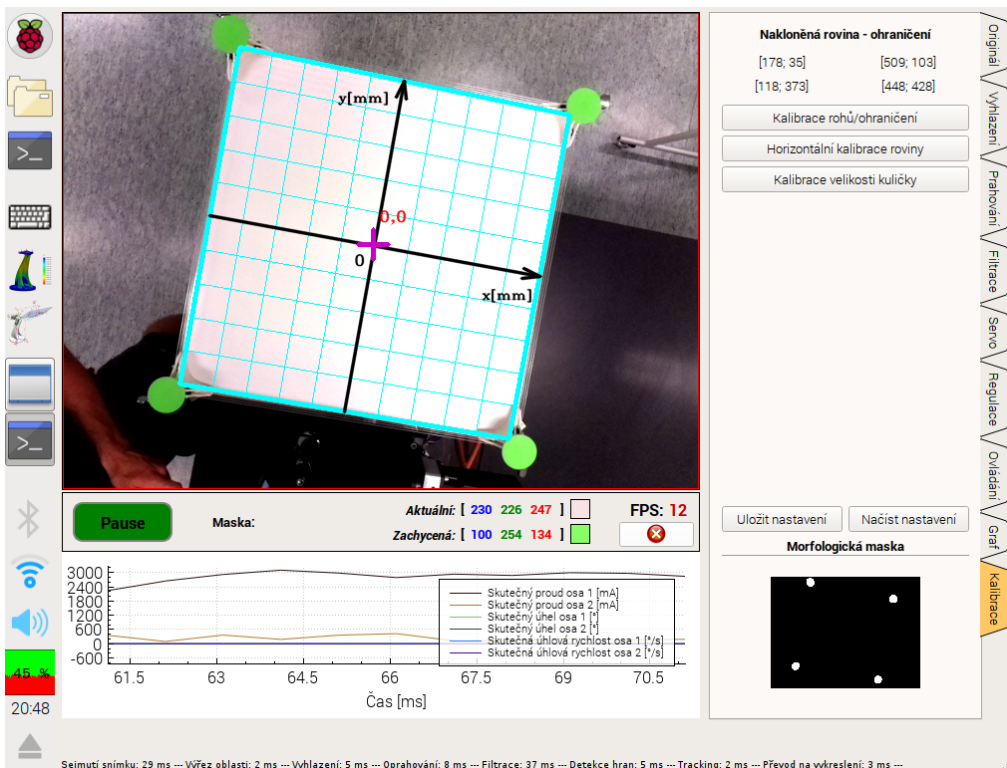 y[mm]
0,0
0
x[mm]
Nakloněná rovina - ohraničení
[178; 35] [509; 103]
[118; 373] [448; 428]
Kalibrace rohů/ohraničení
Horizontální kalibrace roviny
Kalibrace velikosti kuličky
Originál
Vyhlazení
Prahování
Filtrace
Servo
Regulace
Ovládání
Graf
Kalibrace
Pause
Maska:
Aktuální: [ 230 226 247 ]
Zachycená: [ 100 254 134 ]
FPS: 12
Uložit nastavení Načíst nastavení
Morfologická maska
3000
2400
1800
1200
600
0
-600
Skutečný proud osa 1 [mA]
Skutečný proud osa 2 [mA]
Skutečný úhel osa 1 [°]
Skutečný úhel osa 2 [°]
Skutečná úhlová rychlost osa 1 [°/s]
Skutečná úhlová rychlost osa 2 [°/s]
61.5 63 64.5 66 67.5 69 70.5
Čas [ms]
>_
>_
45 %
20:48
Sejmutí snímku: 29 ms --- Výřez oblasti: 2 ms --- Vyhlazení: 5 ms --- Oprahování: 8 ms --- Filtrace: 37 ms --- Detekce hran: 5 ms --- Tracking: 2 ms --- Převod na vykreslení: 3 ms ---